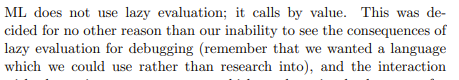 ML does not use lazy evaluation; it calls by value. This was de-
cided for no other reason than our inability to see the consequences of
lazy evaluation for debugging (remember that we wanted a language
which we could use rather than research into), and the interaction